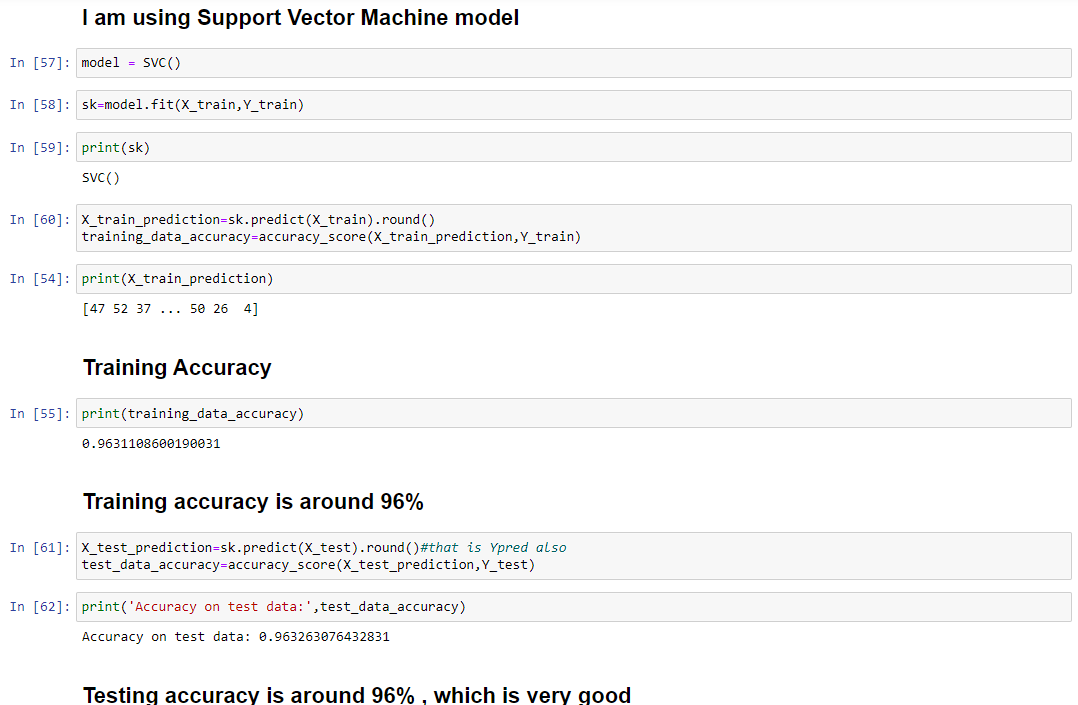 I am using Support Vector Machine model
In [57]: model = SVC()
In [58]: sk=model.fit(X_train,Y_train)
In [59]: print(sk)
SVC()
In [60]: X_train_prediction=sk.predict(X_train).round()
training_data_accuracy=accuracy_score(X_train_prediction,Y_train)
In [54]: print(X_train_prediction)
[47 52 37 ... 50 26  4]
Training Accuracy
In [55]: print(training_data_accuracy)
0.9631108600190031
Training accuracy is around 96%
In [61]: X_test_prediction=sk.predict(X_test).round()#that is Ypred also
test_data_accuracy=accuracy_score(X_test_prediction,Y_test)
In [62]: print('Accuracy on test data:',test_data_accuracy)
Accuracy on test data: 0.963263076432831
Testing accuracy is around 96% , which is very good